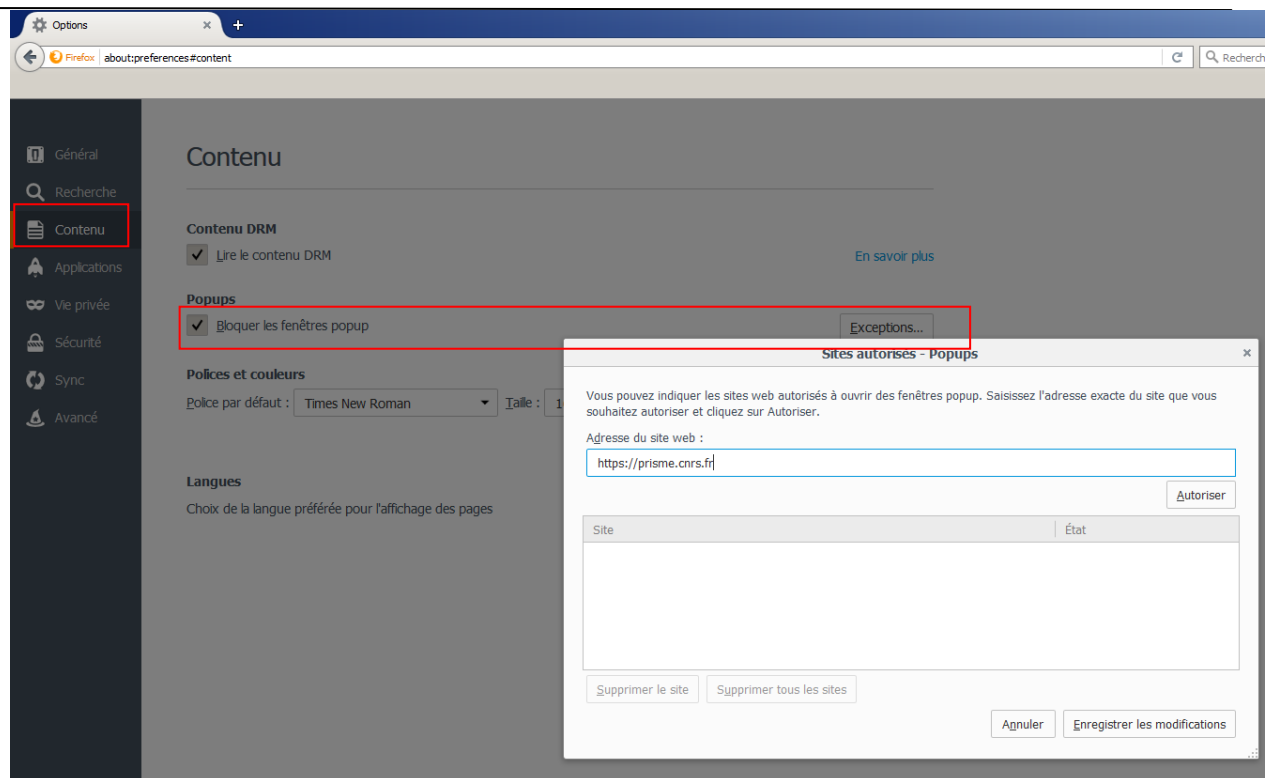 Options
Firefox about:preferences#content
Recherch
Général
Recherche
Contenu
Applications
Vie privée
Sécurité
Sync
Avancé
Contenu
Contenu DRM
Lire le contenu DRM
En savoir plus
Popups
Bloquer les fenêtres popup
Exceptions...
Polices et couleurs
Police par défaut : Times New Roman Taille : 1
Langues
Choix de la langue préférée pour l'affichage des pages
Sites autorisés - Popups
Vous pouvez indiquer les sites web autorisés à ouvrir des fenêtres popup. Saisissez l'adresse exacte du site que vous
souhaitez autoriser et cliquez sur Autoriser.
Adresse du site web :
https://prisme.cnrs.fr
Autoriser
Site État
Supprimer le site Supprimer tous les sites
Annuler Enregistrer les modifications